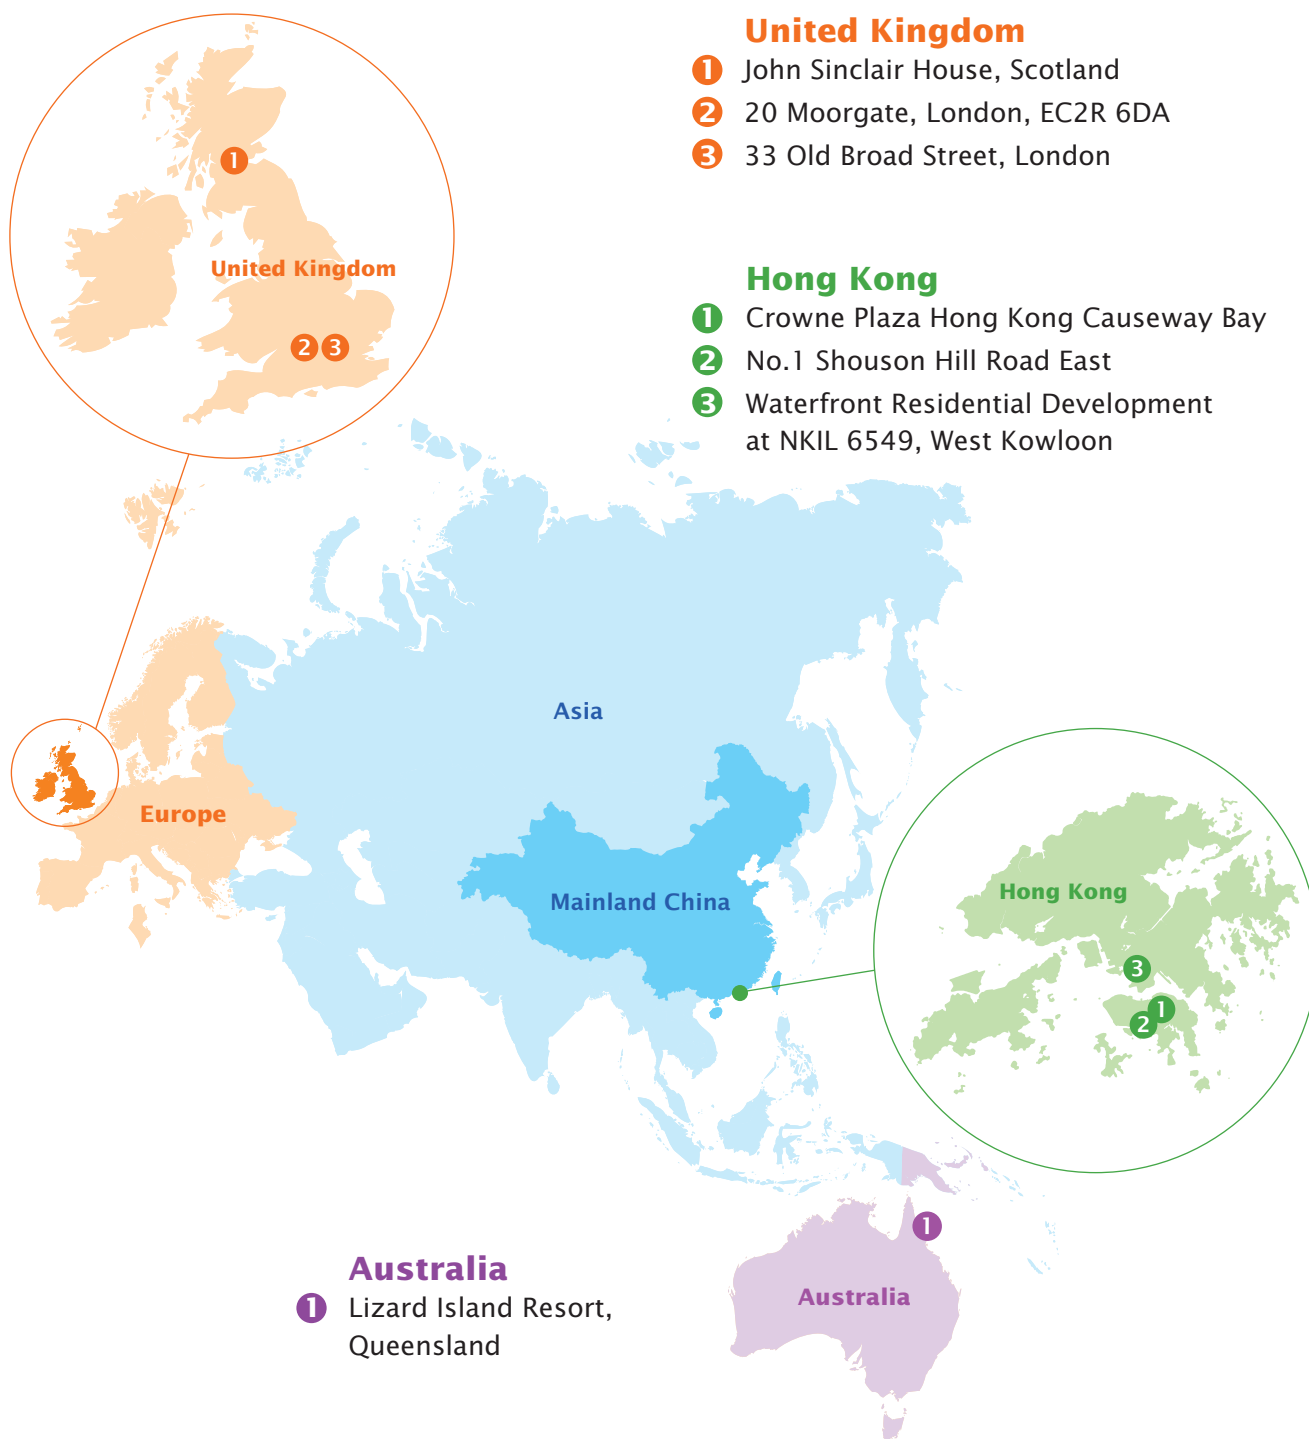 United Kingdom
1 John Sinclair House, Scotland
2 20 Moorgate, London, EC2R 6DA
3 33 Old Broad Street, London
1
United Kingdom
2 3
Hong Kong
1 Crowne Plaza Hong Kong Causeway Bay
2 No.1 Shouson Hill Road East
3 Waterfront Residential Development
at NKIL 6549, West Kowloon
Asia
Europe
Mainland China
Hong Kong
3
1
2
Australia
1 Lizard Island Resort,
Queensland
1
Australia